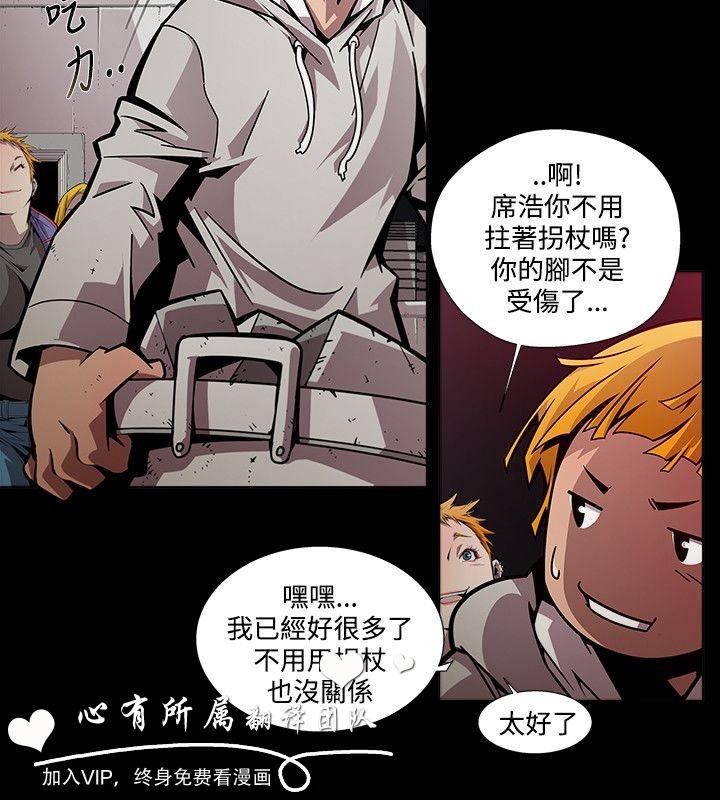 吃力..
..啊!
席浩你不用
拄著拐杖嗎?
你的腳不是
受傷了...
嘿嘿...
我已經好很多了
不用用拐杖
也沒關係
太好了
心有所属翻译团队
加入VIP，终身免费看漫画